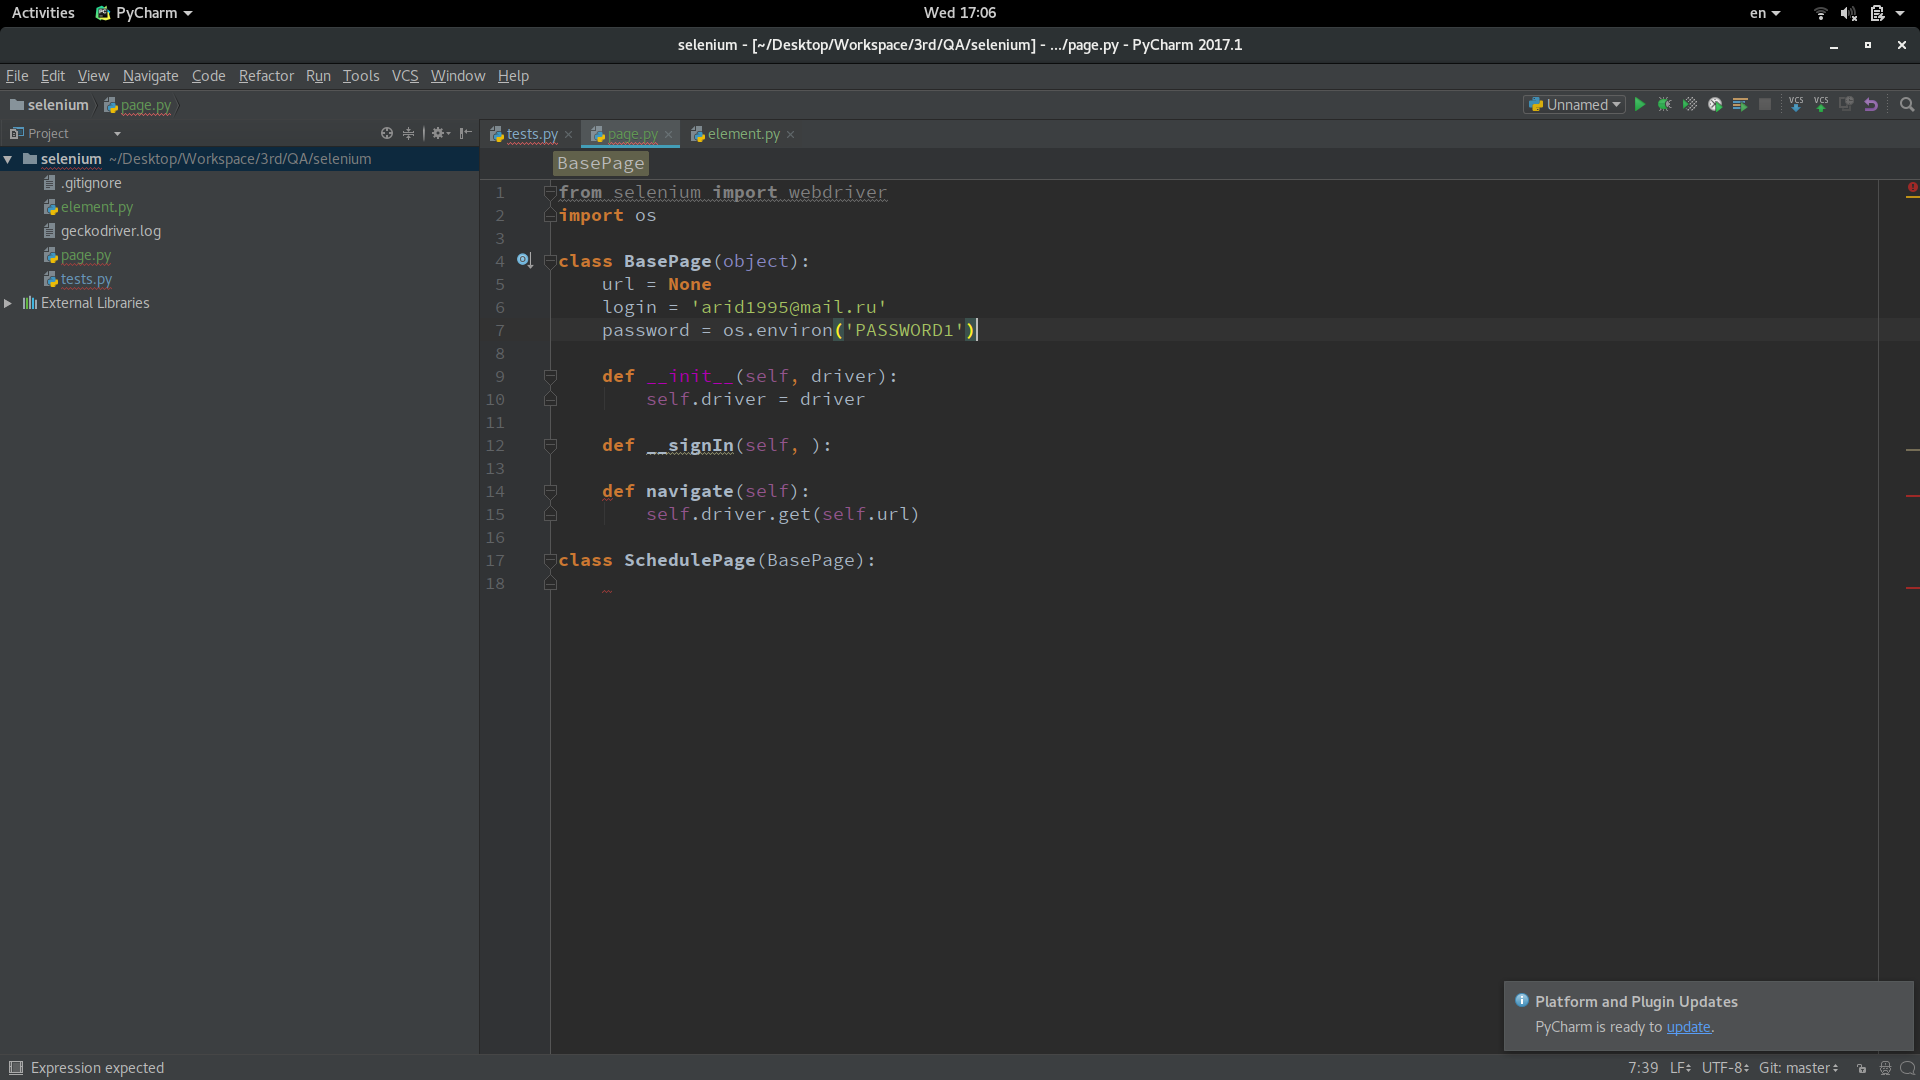 Activities PyCharm Wed 17:06 en
selenium - [~/Desktop/Workspace/3rd/QA/selenium] - .../page.py - PyCharm 2017.1
File Edit View Navigate Code Refactor Run Tools VCS Window Help
selenium page.py Unnamed VCS VCS
Project tests.py page.py element.py
selenium ~/Desktop/Workspace/3rd/QA/selenium
.gitignore
element.py
geckodriver.log
page.py
tests.py
External Libraries
BasePage
1 from selenium import webdriver
2 import os
3
4 class BasePage(object):
5 url = None
6 login = 'arid1995@mail.ru'
7 password = os.environ('PASSWORD1')
8
9 def __init__(self, driver):
10 self.driver = driver
11
12 def __signIn(self, ):
13
14 def navigate(self):
15 self.driver.get(self.url)
16
17 class SchedulePage(BasePage):
18
Platform and Plugin Updates
PyCharm is ready to update.
Expression expected 7:39 LF UTF-8 Git: master